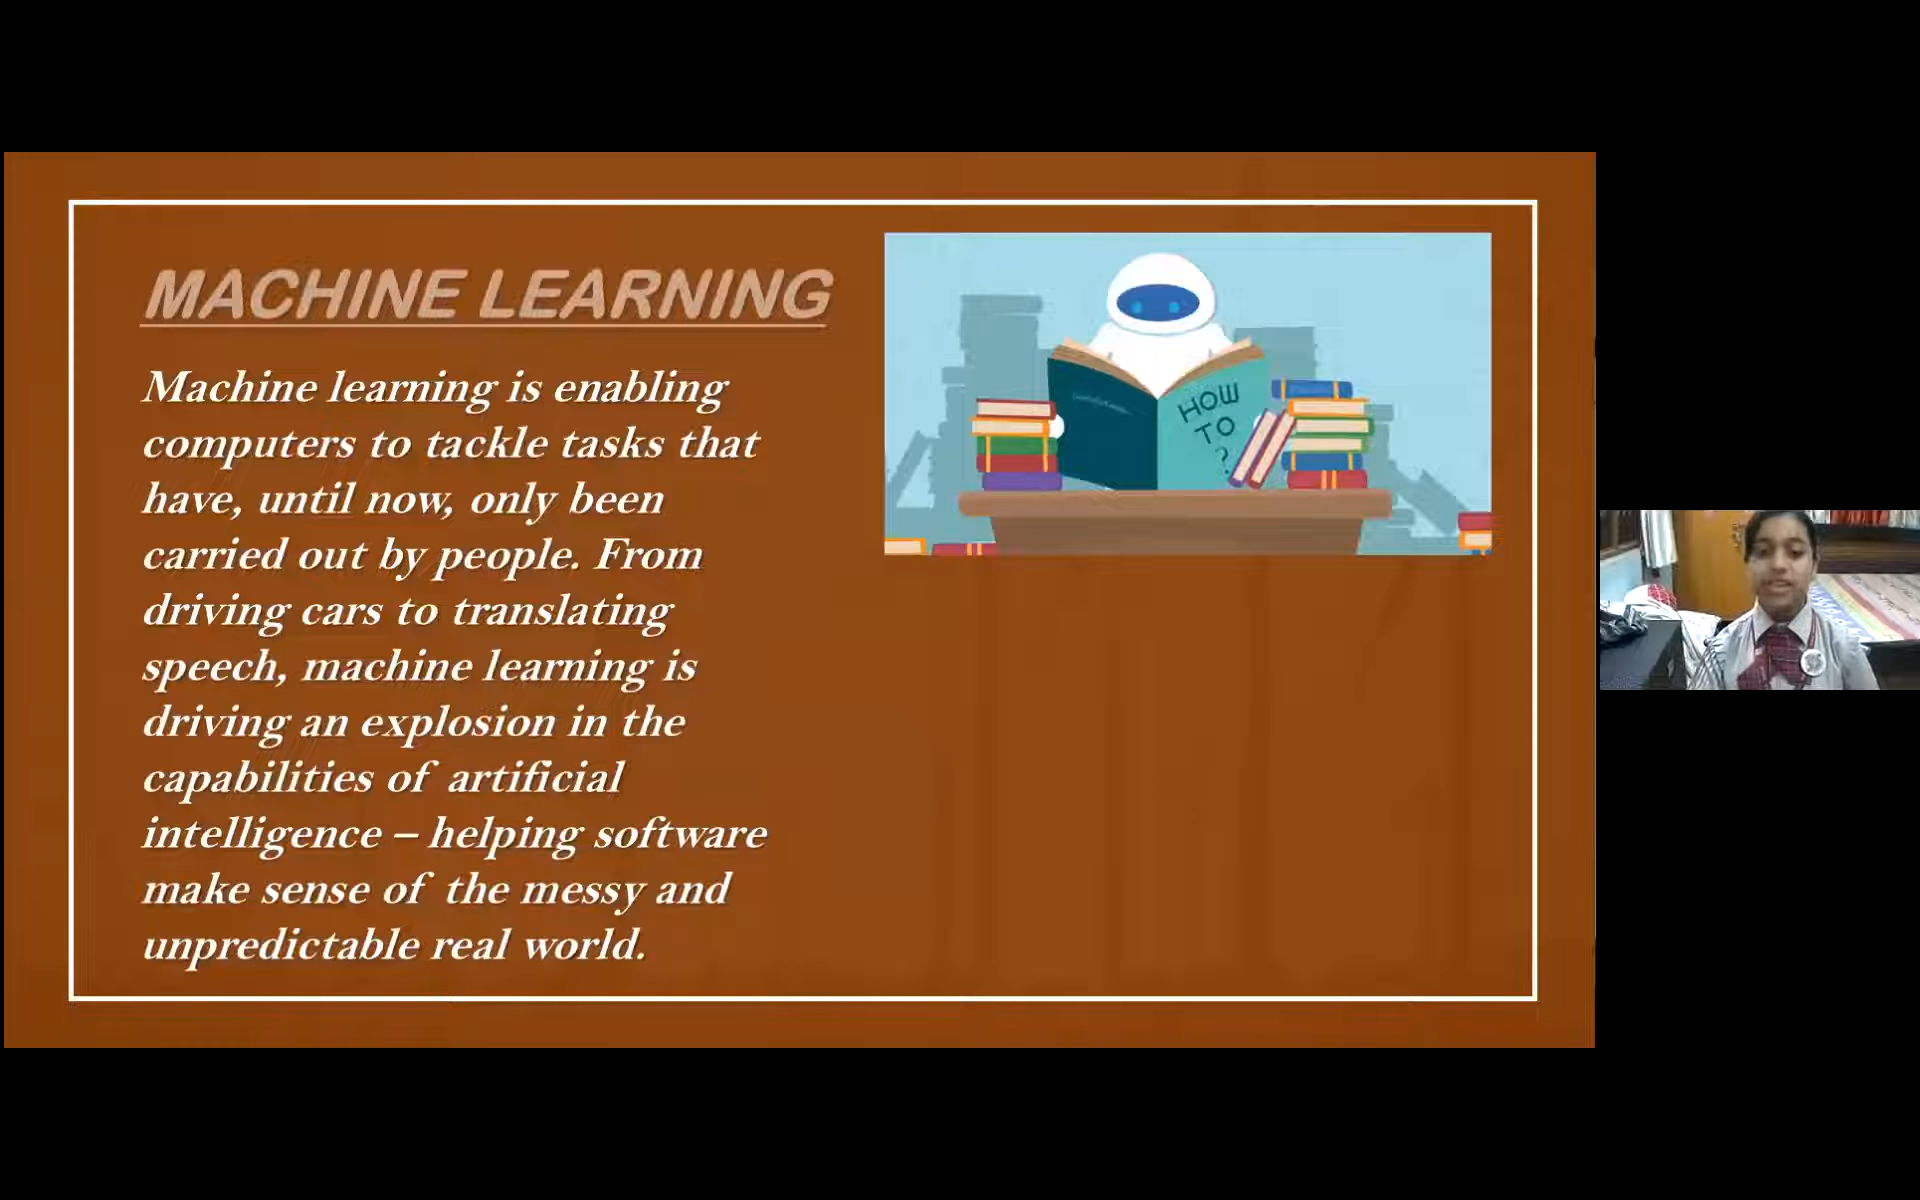 MACHINE LEARNING
Machine learning is enabling
computers to tackle tasks that
have, until now, only been
carried out by people. From
driving cars to translating
speech, machine learning is
driving an explosion in the
capabilities of artificial
intelligence – helping software
make sense of the messy and
unpredictable real world.
HOW
TO
?